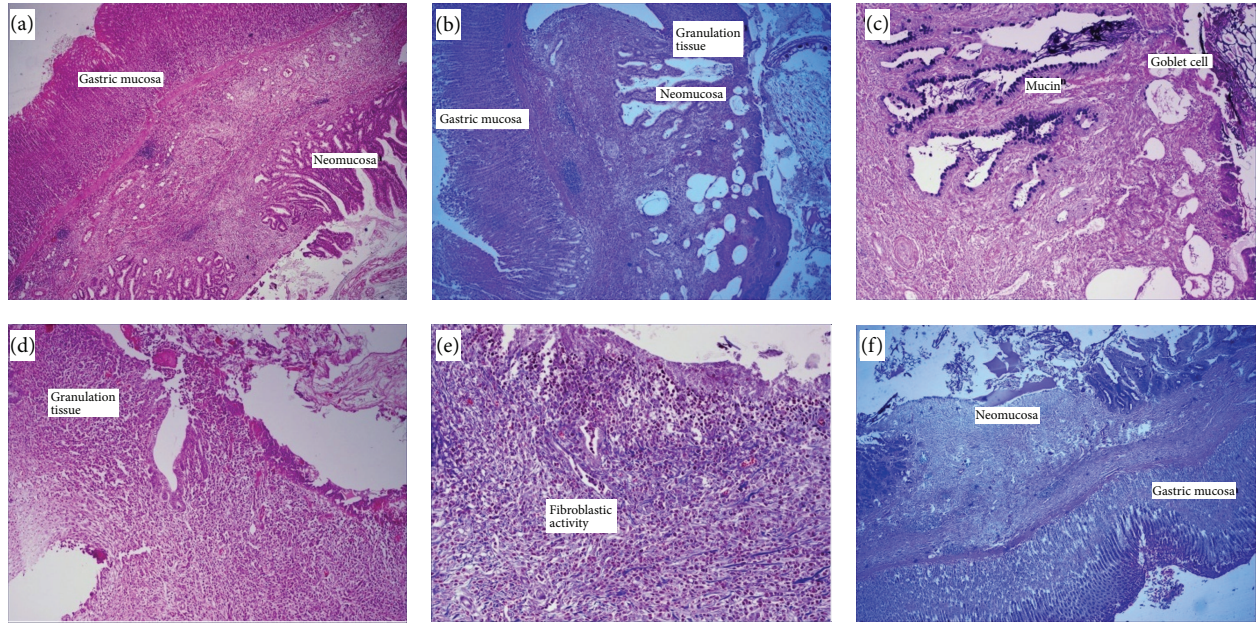 (a)
Gastric mucosa
Neomucosa
(b)
Granulation
tissue
Neomucosa
Gastric mucosa
(c)
Goblet cell
Mucin
(d)
Granulation
tissue
(e)
Fibroblastic
activity
(f)
Neomucosa
Gastric mucosa